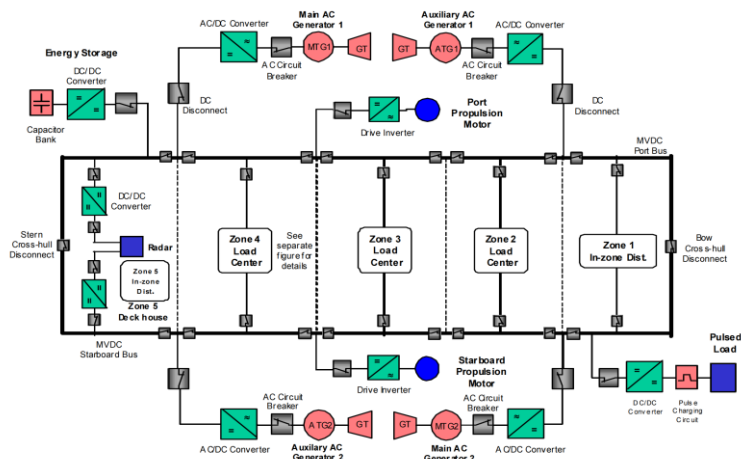 AC/DC Converter
Main AC
Generator 1
Auxiliary AC
Generator 1
AC/DC Converter
MTG1
GT
GT
ATG1
AC Circuit
Breaker
AC Circuit
Breaker
Energy Storage
DC/DC
Converter
Capacitor
Bank
DC
Disconnect
DC
Disconnect
Drive Inverter
Port
Propulsion
Motor
MVDC
Port Bus
DC/DC
Converter
Stern
Cross-hull
Disconnect
Radar
Zone 5
In-zone
Dist.
Zone 5
Deck house
Zone 4
Load
Center
See
separate
figure for
details
Zone 3
Load
Center
Zone 2
Load
Center
Zone 1
In-zone Dist.
Bow
Cross-hull
Disconnect
MVDC
Starboard Bus
Drive Inverter
Starboard
Propulsion
Motor
Pulsed
Load
DC/DC
Converter
Pulse
Charging
Circuit
AC Circuit
Breaker
AC Circuit
Breaker
ATG2
GT
GT
MTG2
AC/DC Converter
Auxilary AC
Generator 2
Main AC
Generator 2
AC/DC Converter